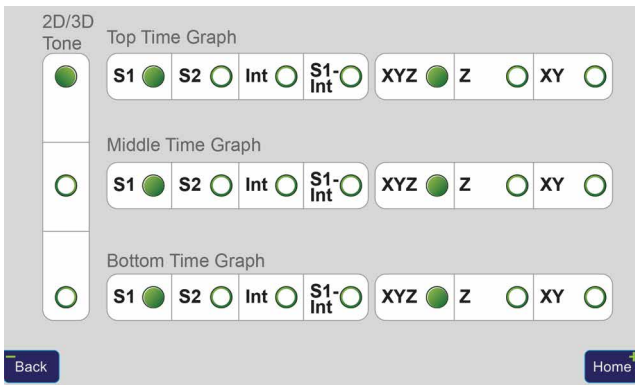 2D/3D
Tone
Top Time Graph
S1 S2 Int S1-Int XYZ Z XY
Middle Time Graph
S1 S2 Int S1-Int XYZ Z XY
Bottom Time Graph
S1 S2 Int S1-Int XYZ Z XY
Back Home